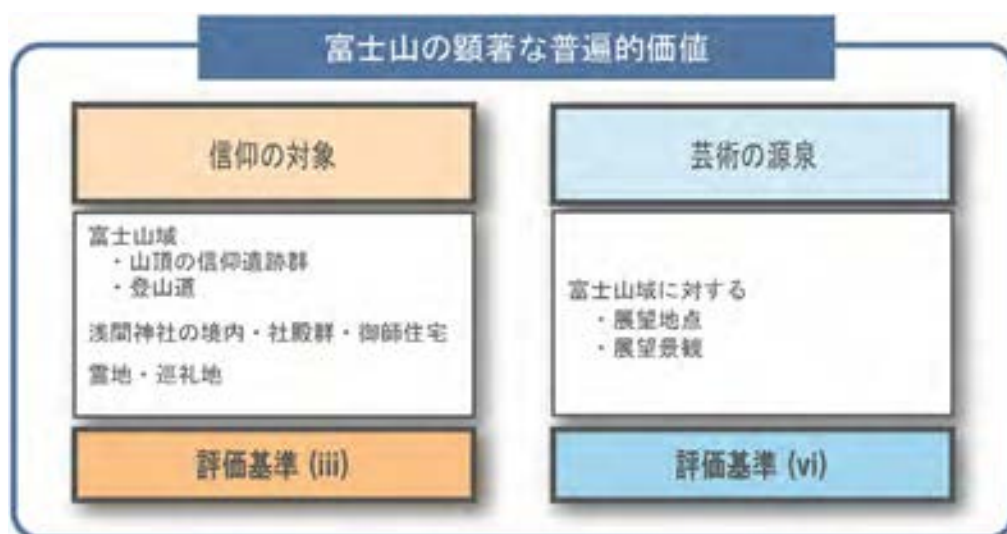 富士山の顕著な普遍的価値
信仰の対象
富士山域
・山頂の信仰遺跡群
・登山道
浅間神社の境内・社殿群・御師住宅
霊地・巡礼地
評価基準 (iii)
芸術の源泉
富士山域に対する
・展望地点
・展望景観
評価基準 (vi)